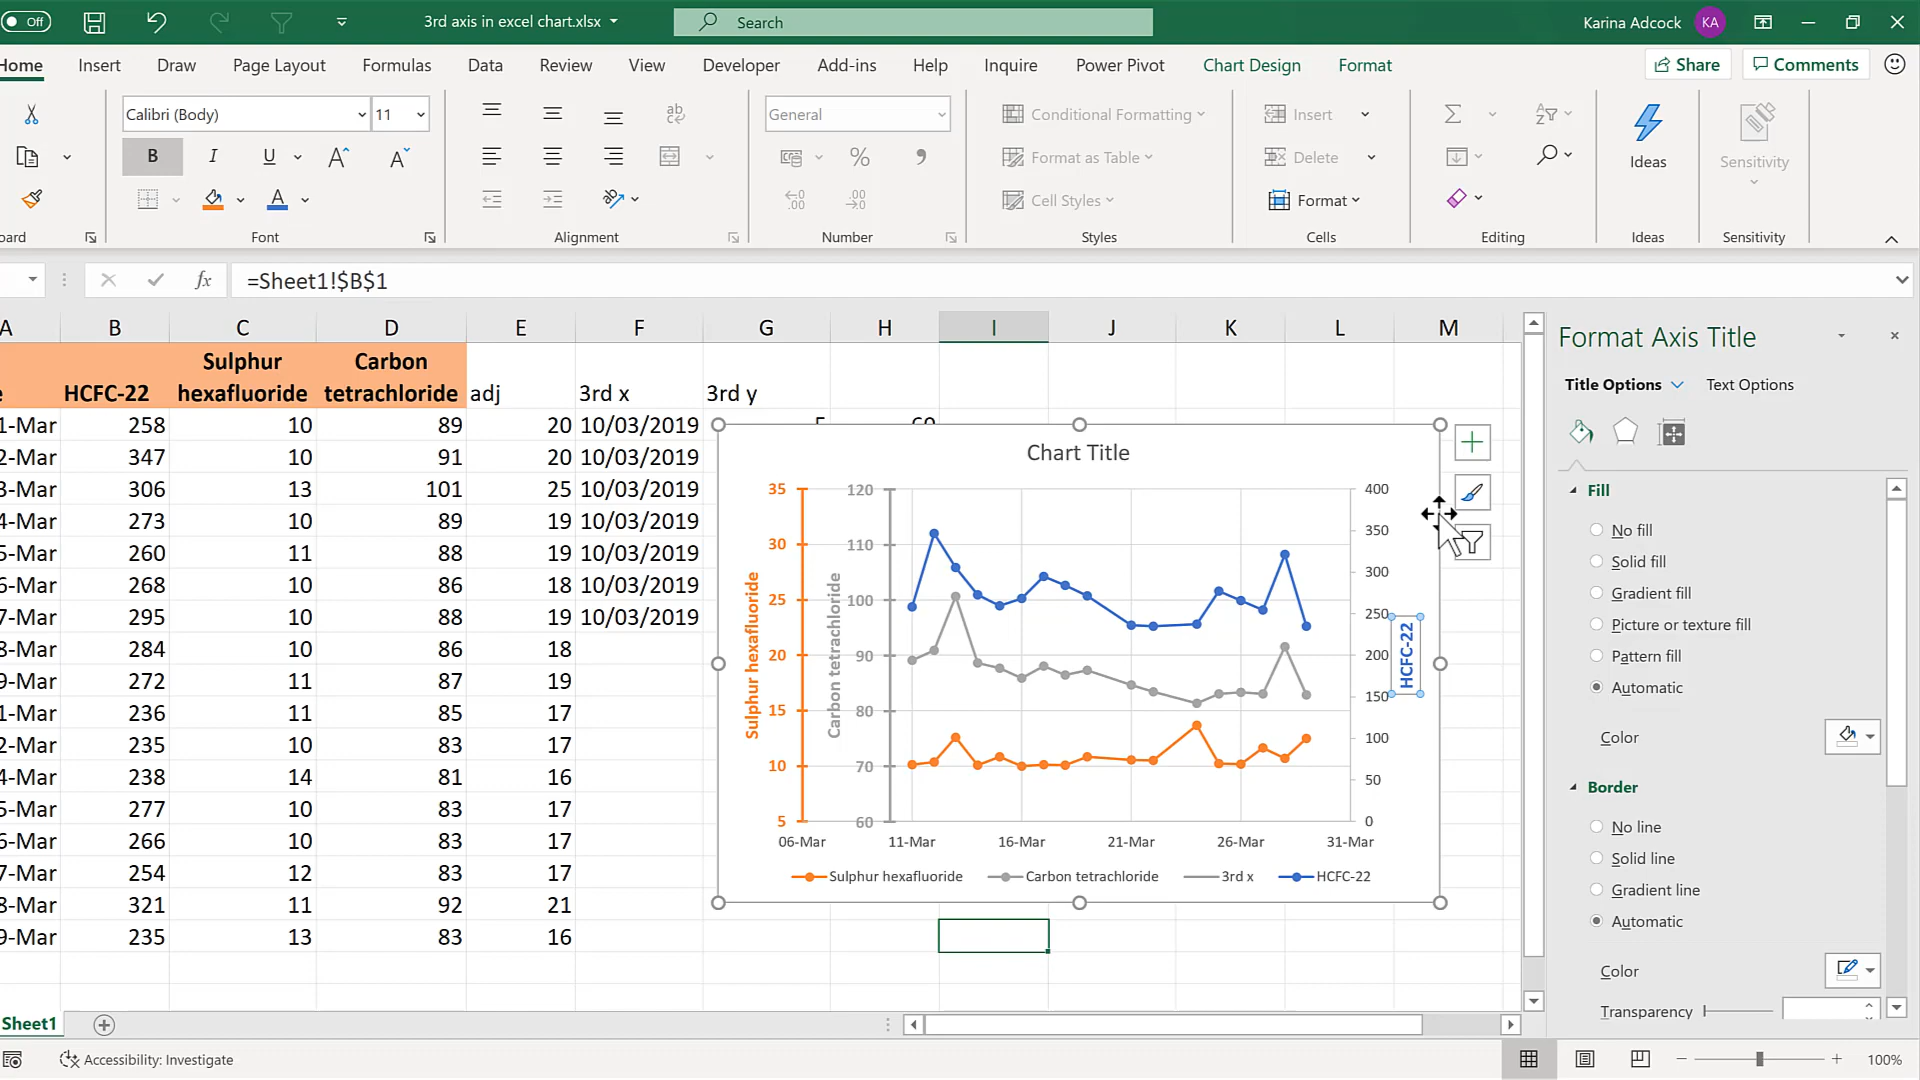 Off
3rd axis in excel chart.xlsx
Search
Karina Adcock
KA
Home
Insert
Draw
Page Layout
Formulas
Data
Review
View
Developer
Add-ins
Help
Inquire
Power Pivot
Chart Design
Format
Share
Comments
Calibri (Body)
11
ab
General
Conditional Formatting
Insert
B
I
U
A
A
%
Format as Table
Delete
Ideas
Sensitivity
A
.00
.00
Cell Styles
Format
oard
Font
Alignment
Number
Styles
Cells
Editing
Ideas
Sensitivity
fx
=Sheet1!$B$1
A B C D E F G H I J K L M
Sulphur Carbon
e HCFC-22 hexafluoride tetrachloride adj 3rd x 3rd y
1-Mar 258 10 89 20 10/03/2019
2-Mar 347 10 91 20 10/03/2019
3-Mar 306 13 101 25 10/03/2019
4-Mar 273 10 89 19 10/03/2019
5-Mar 260 11 88 19 10/03/2019
6-Mar 268 10 86 18 10/03/2019
7-Mar 295 10 88 19 10/03/2019
8-Mar 284 10 86 18
9-Mar 272 11 87 19
1-Mar 236 11 85 17
2-Mar 235 10 83 17
4-Mar 238 14 81 16
5-Mar 277 10 83 17
6-Mar 266 10 83 17
7-Mar 254 12 83 17
8-Mar 321 11 92 21
9-Mar 235 13 83 16
Chart Title
Sulphur hexafluoride
35
30
25
20
15
10
5
Carbon tetrachloride
120
110
100
90
80
70
60
400
350
300
250
200
150
100
50
0
HCFC-22
06-Mar 11-Mar 16-Mar 21-Mar 26-Mar 31-Mar
Sulphur hexafluoride Carbon tetrachloride 3rd x HCFC-22
Format Axis Title
Title Options Text Options
Fill
No fill
Solid fill
Gradient fill
Picture or texture fill
Pattern fill
Automatic
Color
Border
No line
Solid line
Gradient line
Automatic
Color
Transparency
Sheet1
Accessibility: Investigate
100%